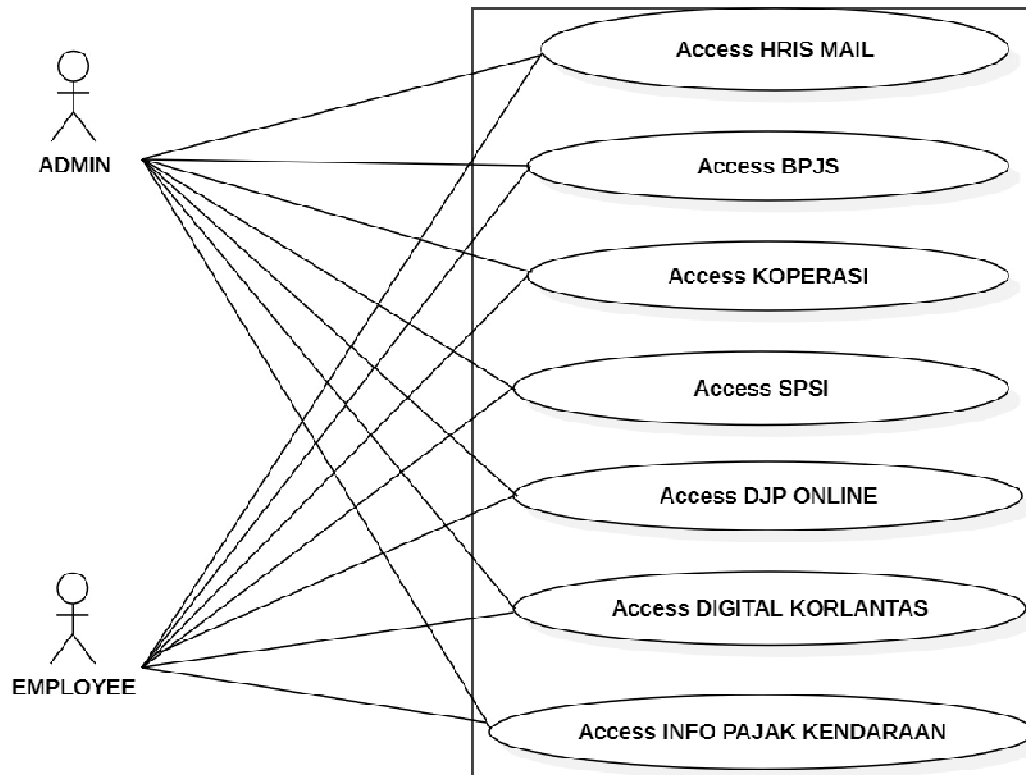 Access HRIS MAIL
ADMIN
Access BPJS
Access KOPERASI
Access SPSI
Access DJP ONLINE
Access DIGITAL KORLANTAS
EMPLOYEE
Access INFO PAJAK KENDARAAN